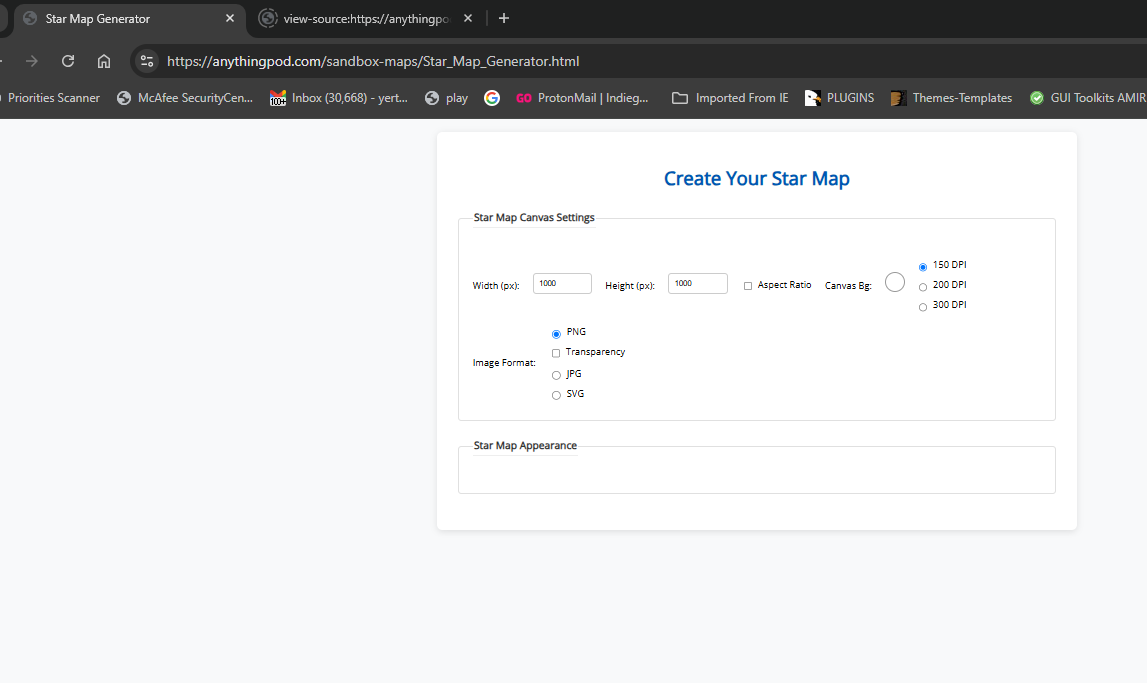 Star Map Generator
view-source:https://anythingpo
https://anythingpod.com/sandbox-maps/Star_Map_Generator.html
Priorities Scanner
McAfee SecurityCen...
100+
Inbox (30,668) - yert...
play
G
GO
ProtonMail | Indieg...
Imported From IE
PLUGINS
Themes-Templates
GUI Toolkits AMIR
Create Your Star Map
Star Map Canvas Settings
Width (px): 1000 Height (px): 1000 Aspect Ratio Canvas Bg:
150 DPI
200 DPI
300 DPI
Image Format:
PNG
Transparency
JPG
SVG
Star Map Appearance